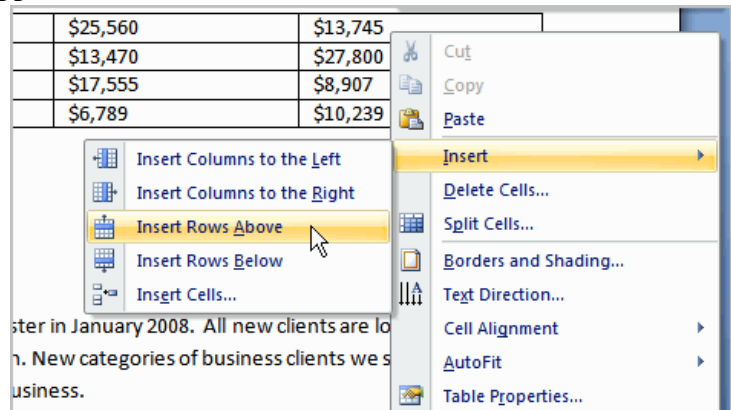 $25,560 $13,745
$13,470 $27,800
$17,555 $8,907
$6,789 $10,239
Cut
Copy
Paste
Insert
Delete Cells...
Split Cells...
Borders and Shading...
Text Direction...
Cell Alignment
AutoFit
Table Properties...
Insert Columns to the Left
Insert Columns to the Right
Insert Rows Above
Insert Rows Below
Insert Cells...
ster in January 2008. All new clients are lo
n. New categories of business clients we s
usiness.